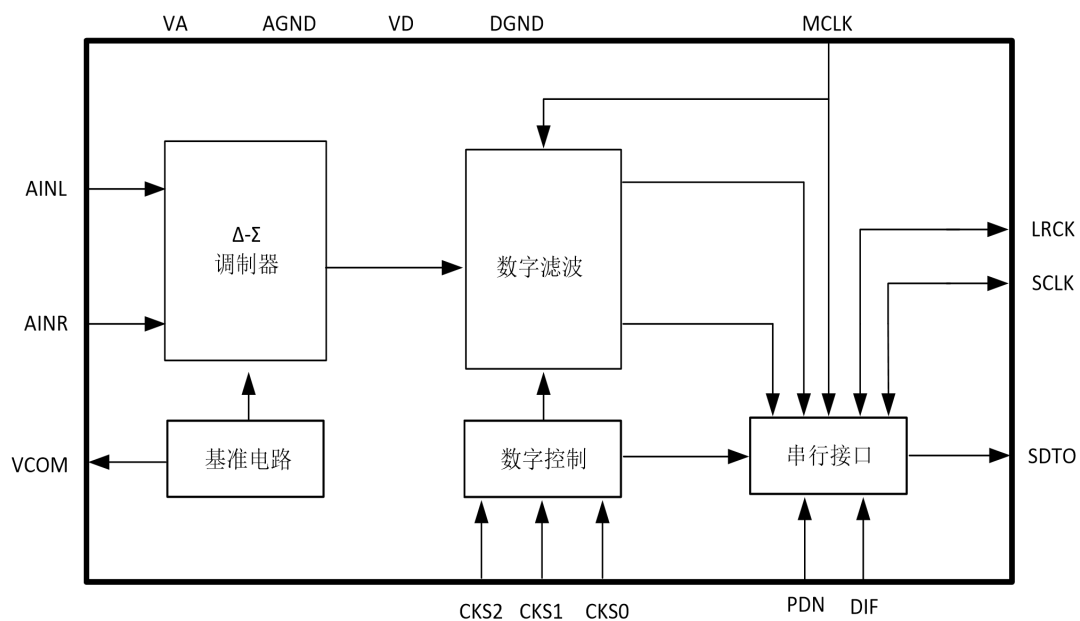 VA AGND VD DGND MCLK
AINL
LRCK
Δ-Σ
调制器
数字滤波
SCLK
AINR
VCOM
基准电路
数字控制
串行接口
SDTO
CKS2 CKS1 CKS0 PDN DIF